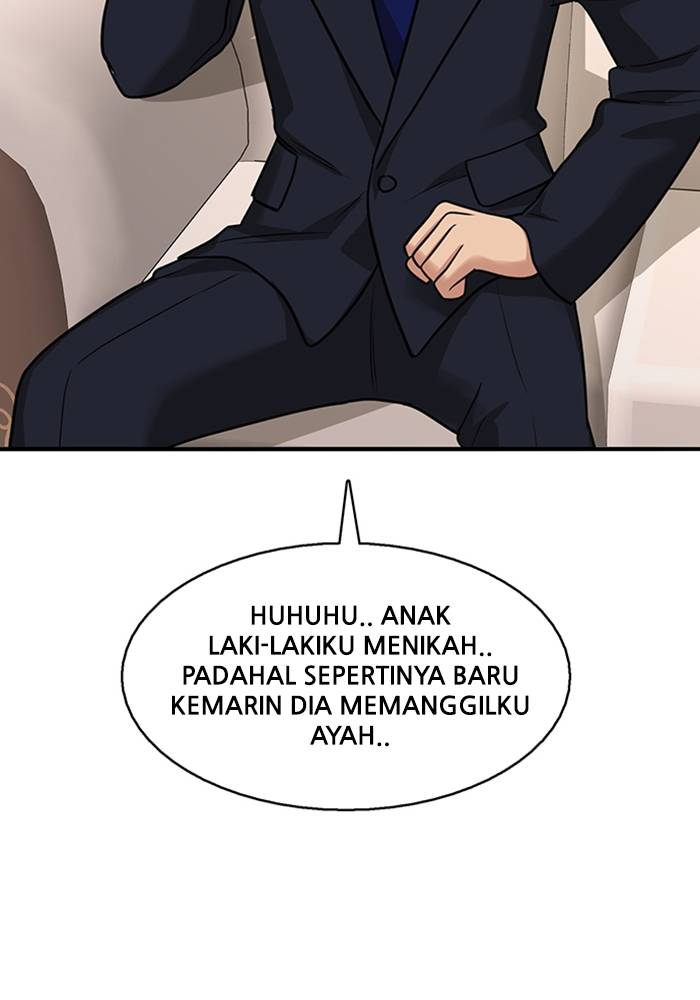 HUHUHU.. ANAK
LAKI-LAKIKU MENIKAH..
PADAHAL SEPERTINYA BARU
KEMARIN DIA MEMANGGILKU
AYAH..